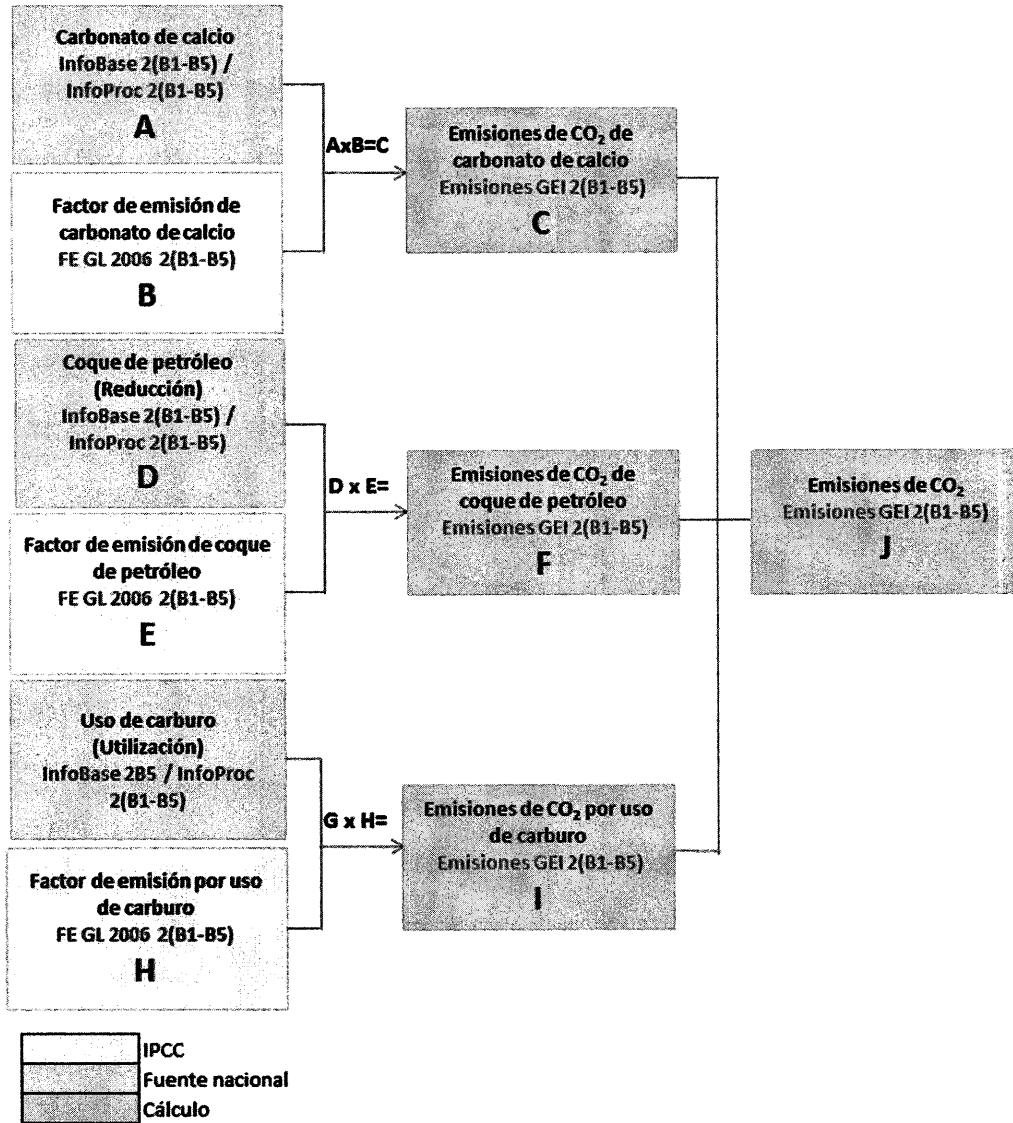 Carbonato de calcio
InfoBase 2(B1-B5) /
InfoProc 2(B1-B5)
A
Factor de emisión de
carbonato de calcio
FE GL 2006 2(B1-B5)
B
AxB=C
Emisiones de CO₂ de
carbonato de calcio
Emisiones GEI 2(B1-B5)
C
Coque de petróleo
(Reducción)
InfoBase 2(B1-B5) /
InfoProc 2(B1-B5)
D
Factor de emisión de coque
de petróleo
FE GL 2006 2(B1-B5)
E
D x E=
Emisiones de CO₂ de
coque de petróleo
Emisiones GEI 2(B1-B5)
F
Emisiones de CO₂
Emisiones GEI 2(B1-B5)
J
Uso de carburo
(Utilización)
InfoBase 2B5 / InfoProc
2(B1-B5)
Factor de emisión por uso
de carburo
FE GL 2006 2(B1-B5)
H
G x H=
Emisiones de CO₂ por uso
de carburo
Emisiones GEI 2(B1-B5)
I
IPCC
Fuente nacional
Cálculo